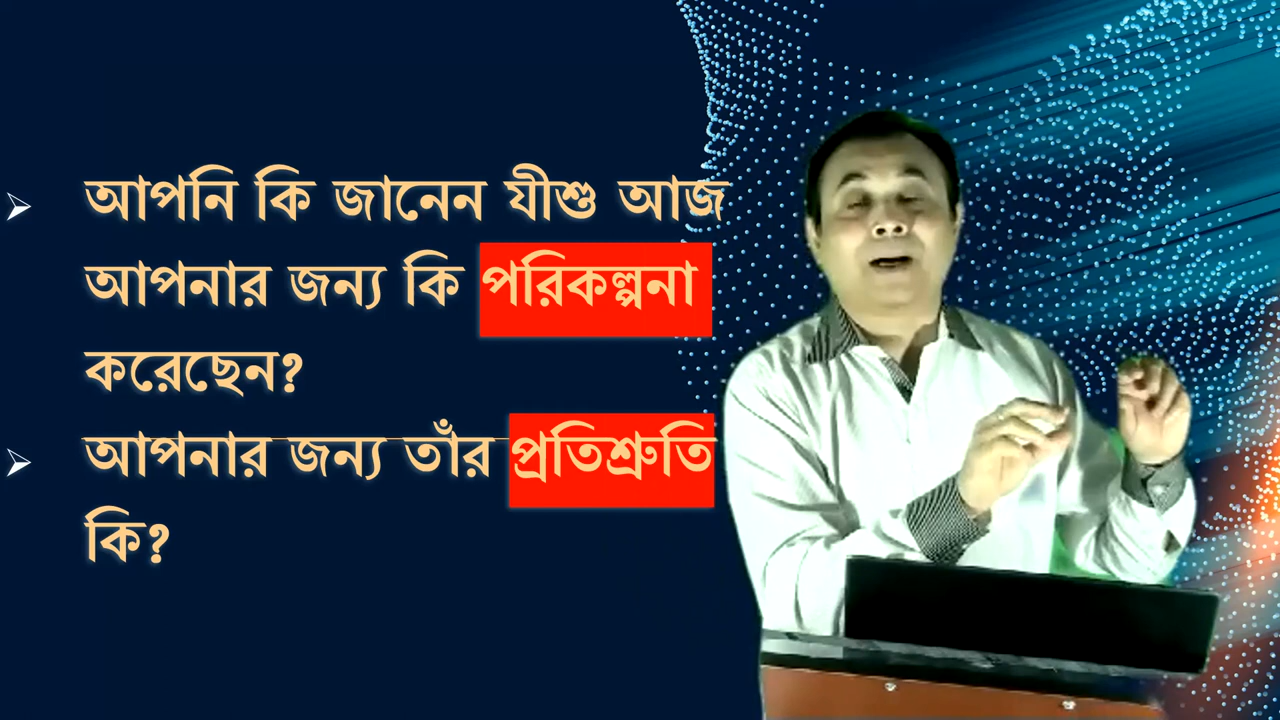 আপনি কি জানেন যীশু আজ
আপনার জন্য কি পরিকল্পনা
করেছেন?
আপনার জন্য তাঁর প্রতিশ্রুতি
কি?